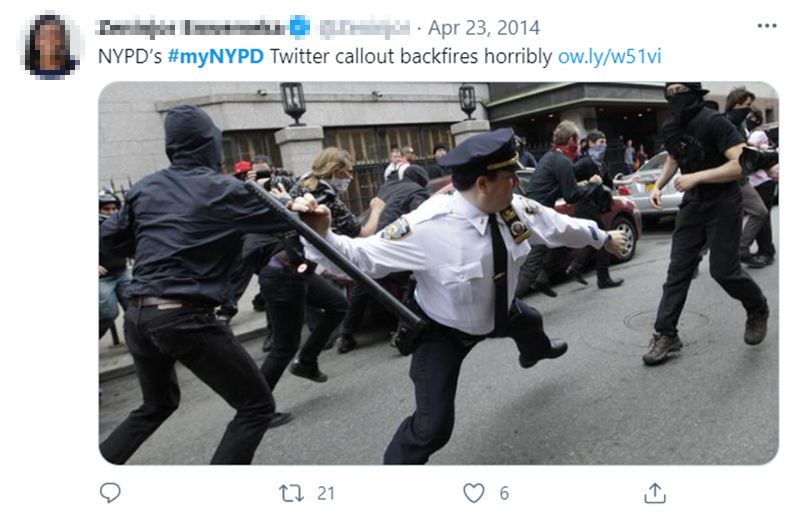 · Apr 23, 2014
NYPD's #myNYPD Twitter callout backfires horribly ow.ly/w51vi
21
6